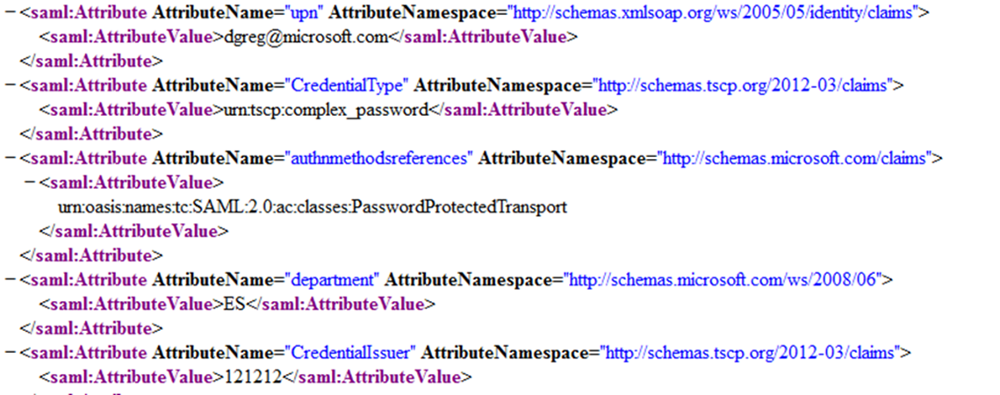 − <saml:Attribute AttributeName="upn" AttributeNamespace="http://schemas.xmlsoap.org/ws/2005/05/identity/claims">
<saml:AttributeValue>dgreg@microsoft.com</saml:AttributeValue>
</saml:Attribute>
− <saml:Attribute AttributeName="CredentialType" AttributeNamespace="http://schemas.tscp.org/2012-03/claims">
<saml:AttributeValue>urn:tscp:complex_password</saml:AttributeValue>
</saml:Attribute>
− <saml:Attribute AttributeName="authnmethodsreferences" AttributeNamespace="http://schemas.microsoft.com/claims">
− <saml:AttributeValue>
urn:oasis:names:tc:SAML:2.0:ac:classes:PasswordProtectedTransport
</saml:AttributeValue>
</saml:Attribute>
− <saml:Attribute AttributeName="department" AttributeNamespace="http://schemas.microsoft.com/ws/2008/06">
<saml:AttributeValue>ES</saml:AttributeValue>
</saml:Attribute>
− <saml:Attribute AttributeName="CredentialIssuer" AttributeNamespace="http://schemas.tscp.org/2012-03/claims">
<saml:AttributeValue>121212</saml:AttributeValue>